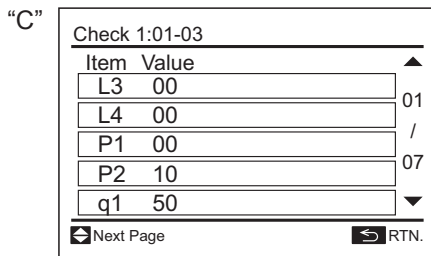 “C”
Check 1:01-03
Item Value
L3 00
L4 00
P1 00
P2 10
q1 50
01
/
07
Next Page RTN.